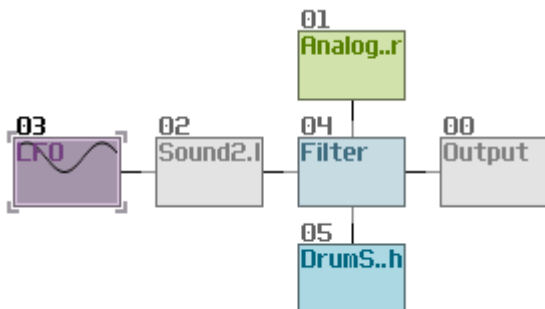 01
Analog..r
03
LFO
02
Sound2.l
04
Filter
00
Output
05
DrumS..h